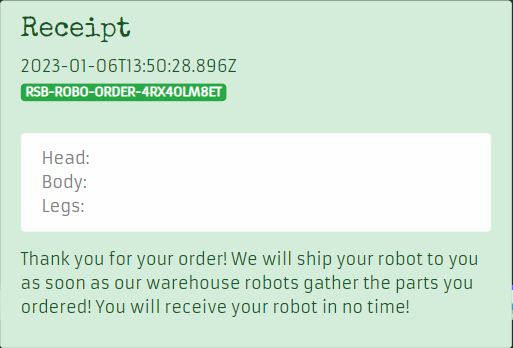 Receipt
2023-01-06T13:50:28.896Z
RSB-ROBO-ORDER-4RX4OLM8ET
Head:
Body:
Legs:
Thank you for your order! We will ship your robot to you
as soon as our warehouse robots gather the parts you
ordered! You will receive your robot in no time!